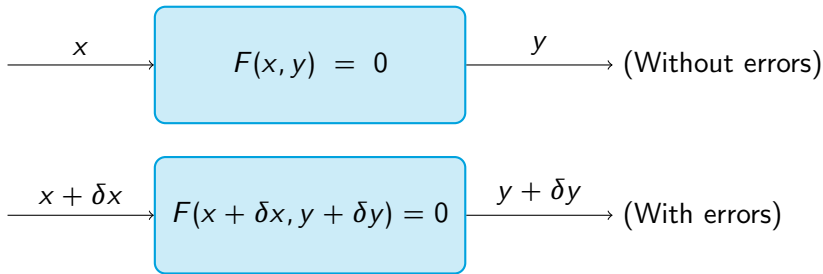 x
F(x, y) = 0
y
(Without errors)
x + δx
F(x + δx, y + δy) = 0
y + δy
(With errors)